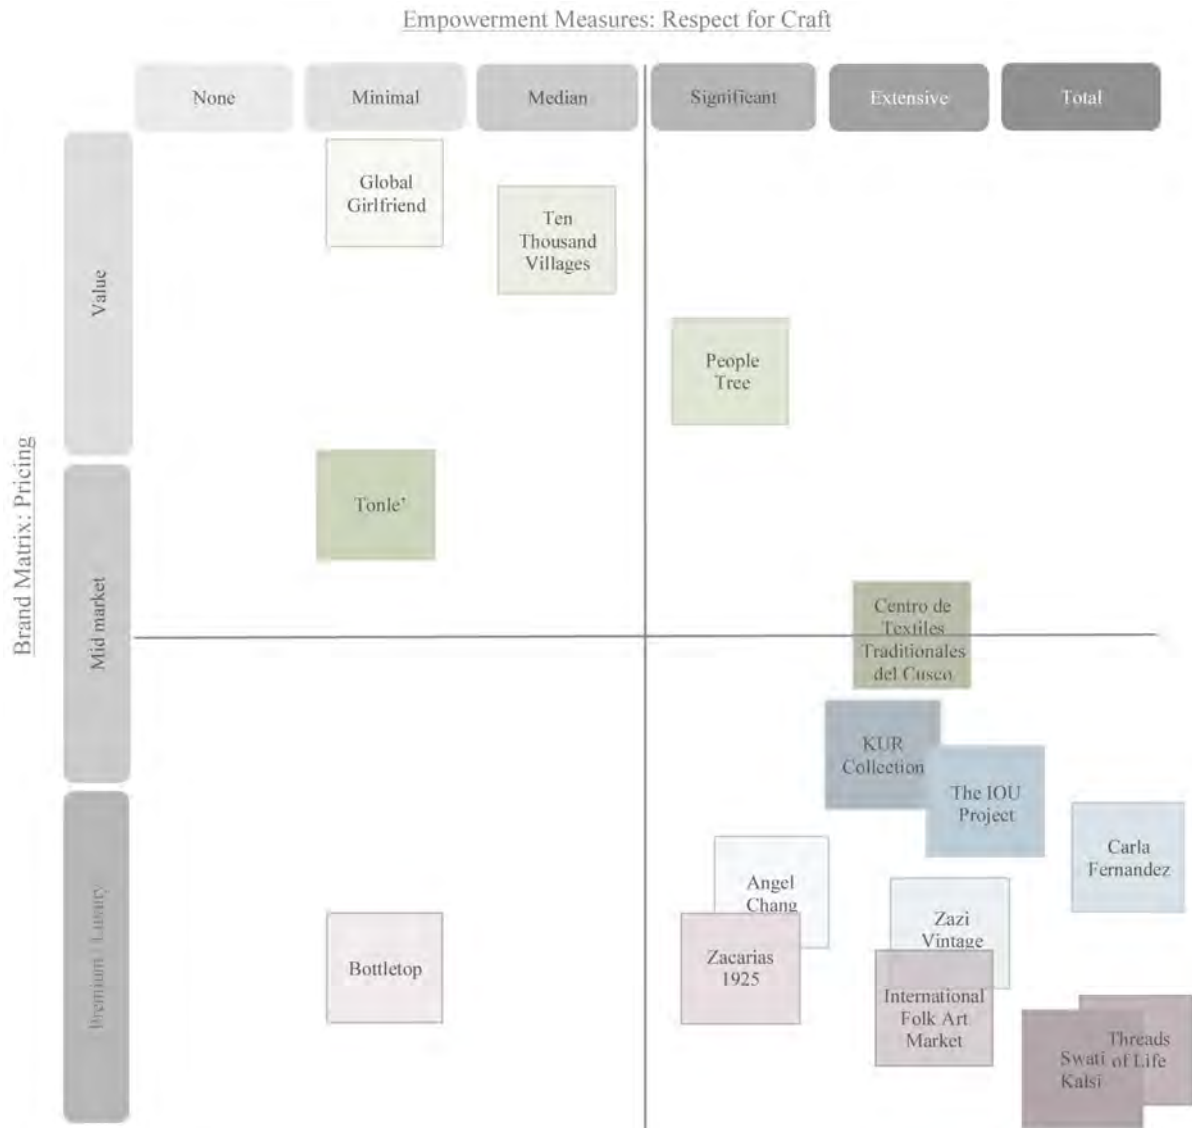 Empowerment Measures: Respect for Craft
None
Minimal
Median
Significant
Extensive
Total
Brand Matrix: Pricing
Value
Mid market
Premium / Luxury
Global
Girlfriend
Ten
Thousand
Villages
People
Tree
Tonle'
Centro de
Textiles
Traditionales
del Cusco
KUR
Collection
The IOU
Project
Carla
Fernandez
Angel
Chang
Zacarias
1925
Zazi
Vintage
Bottletop
International
Folk Art
Market
Swati
Kalsi
Threads
of Life